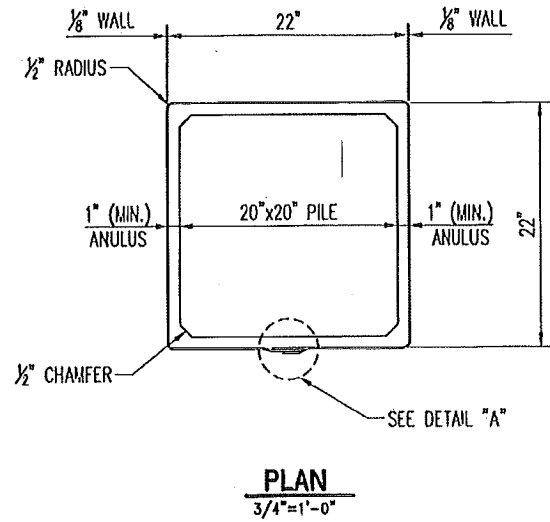 ⅛" WALL
22"
⅛" WALL
½" RADIUS
1" (MIN.)
ANULUS
20"x20" PILE
1" (MIN.)
ANULUS
22"
½" CHAMFER
SEE DETAIL "A"
PLAN
3/4"=1'-0"